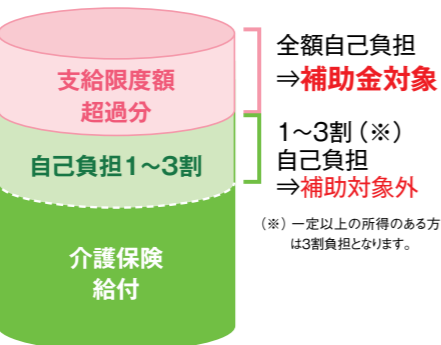 支給限度額
超過分
自己負担1〜3割
介護保険
給付
全額自己負担
⇒補助金対象
1〜3割(※)
自己負担
⇒補助対象外
(※) 一定以上の所得のある方
は3割負担となります。